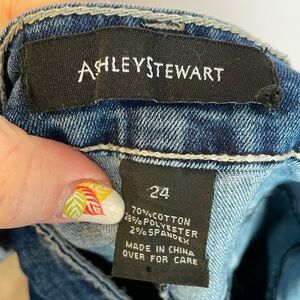 ASHLEYSTEWART
24
70% COTTON
28% POLYESTER
2% SPANDEX
MADE IN CHINA
OVER FOR CARE